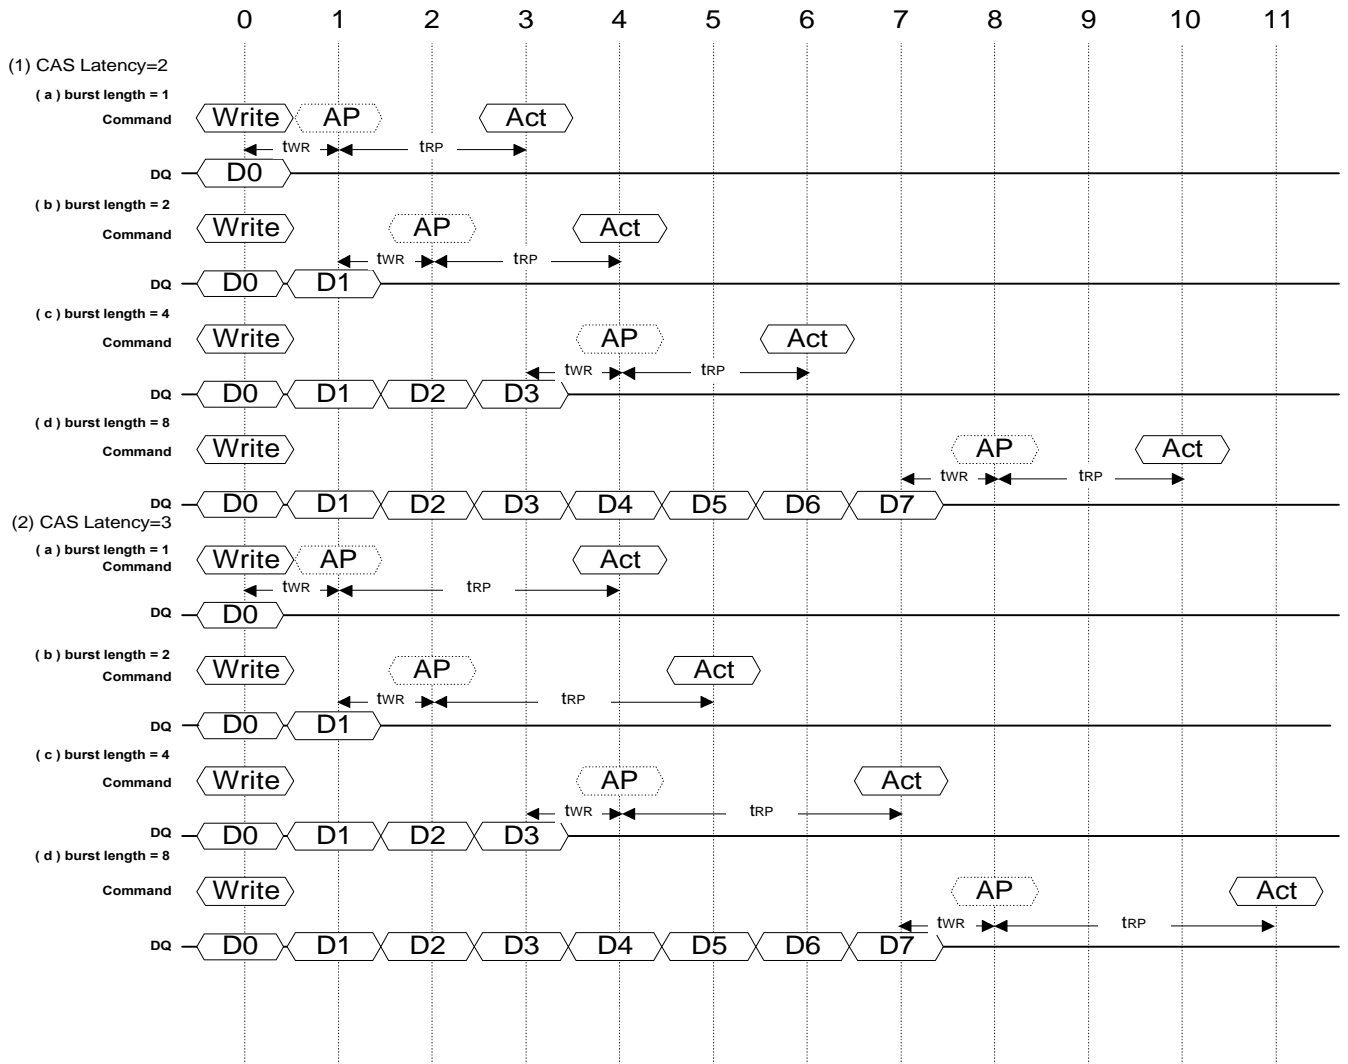 0 1 2 3 4 5 6 7 8 9 10 11
(1) CAS Latency=2
( a ) burst length = 1
Command Write AP Act
tWR tRP
DQ D0
( b ) burst length = 2
Command Write AP Act
tWR tRP
DQ D0 D1
( c ) burst length = 4
Command Write AP Act
tWR tRP
DQ D0 D1 D2 D3
( d ) burst length = 8
Command Write AP Act
tWR tRP
DQ D0 D1 D2 D3 D4 D5 D6 D7
(2) CAS Latency=3
( a ) burst length = 1
Command Write AP Act
tWR tRP
DQ D0
( b ) burst length = 2
Command Write AP Act
tWR tRP
DQ D0 D1
( c ) burst length = 4
Command Write AP Act
tWR tRP
DQ D0 D1 D2 D3
( d ) burst length = 8
Command Write AP Act
tWR tRP
DQ D0 D1 D2 D3 D4 D5 D6 D7